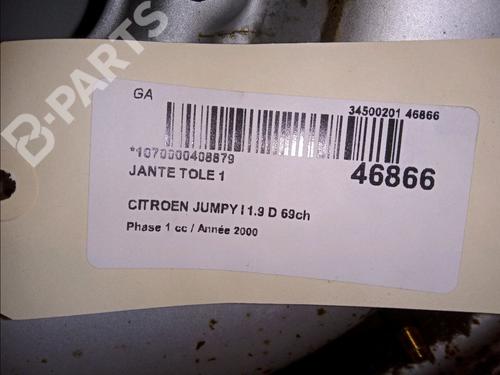 B-PARTS
GA
34500201 46866
*1070000408879
46866
JANTE TOLE 1
CITROEN JUMPY I 1.9 D 69ch
Phase 1 cc / Année 2000